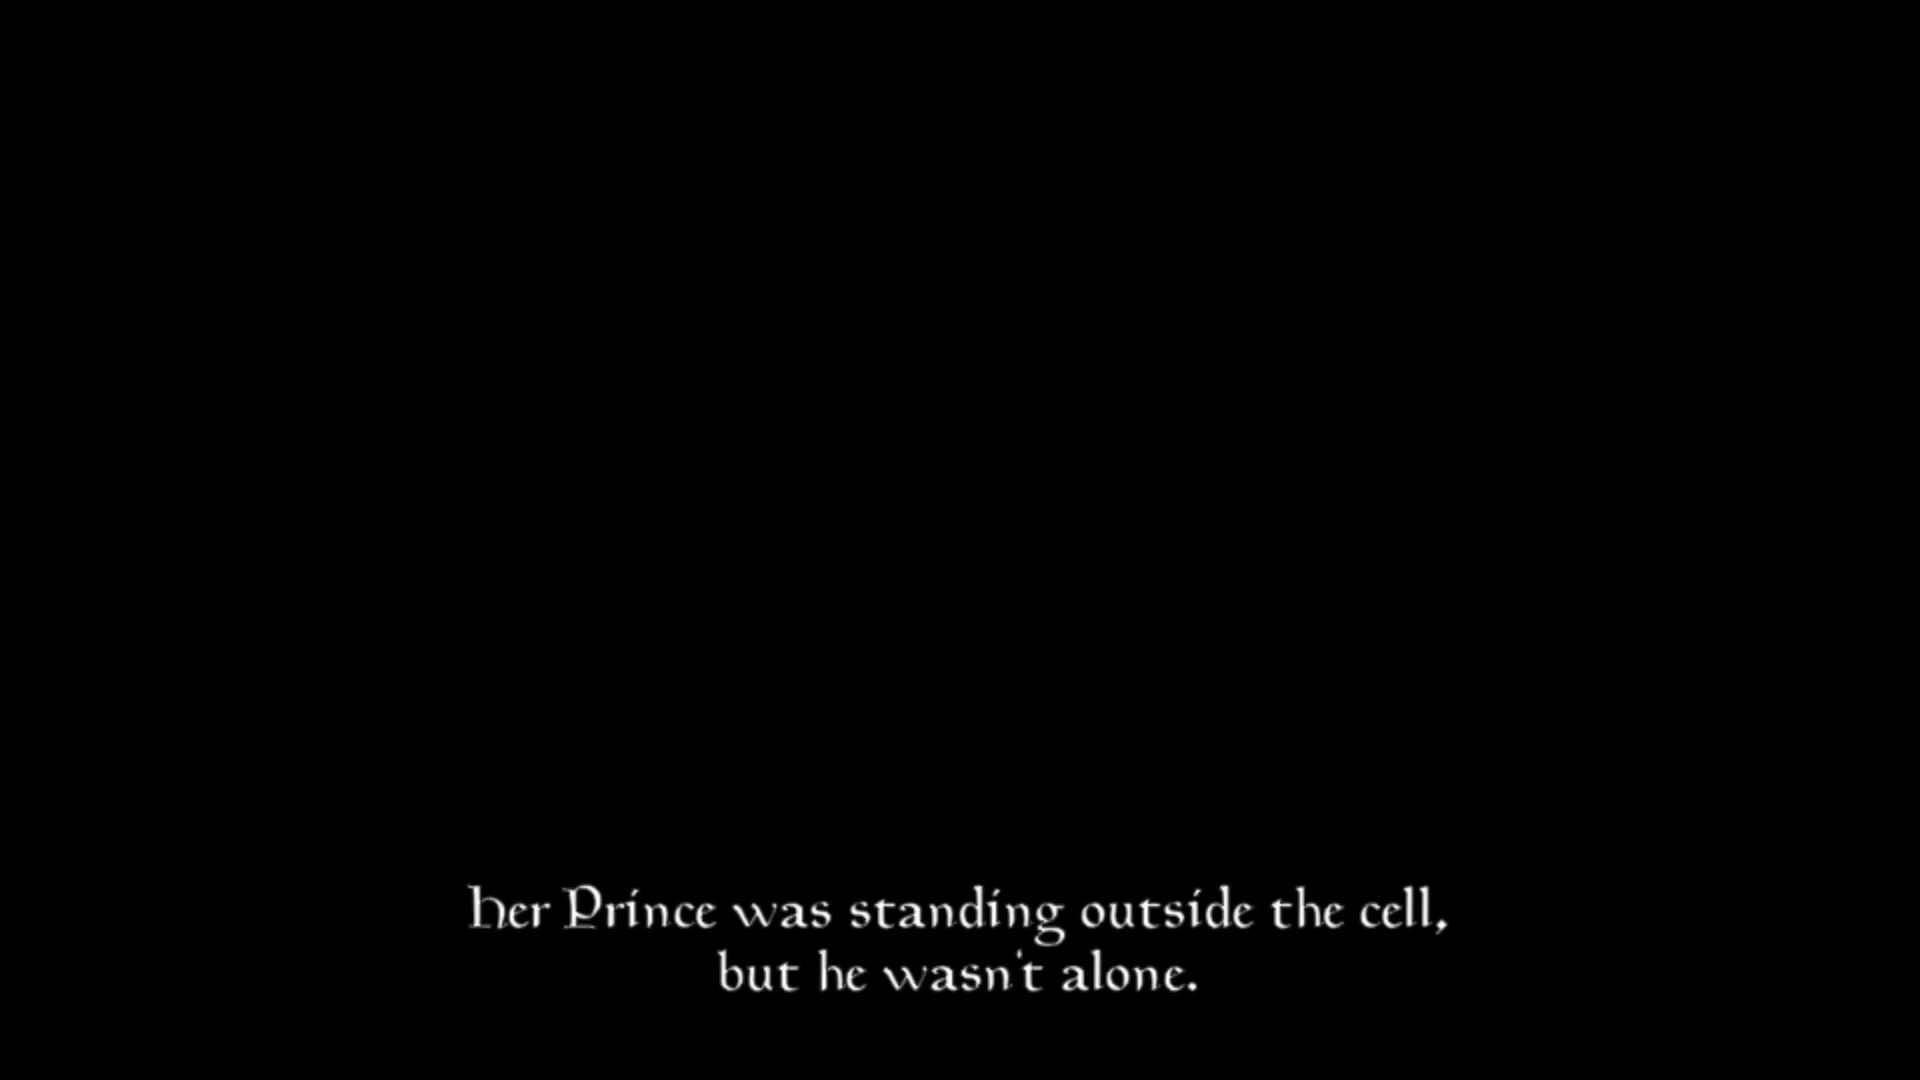 Her Prince was standing outside the cell,
but he wasn't alone.